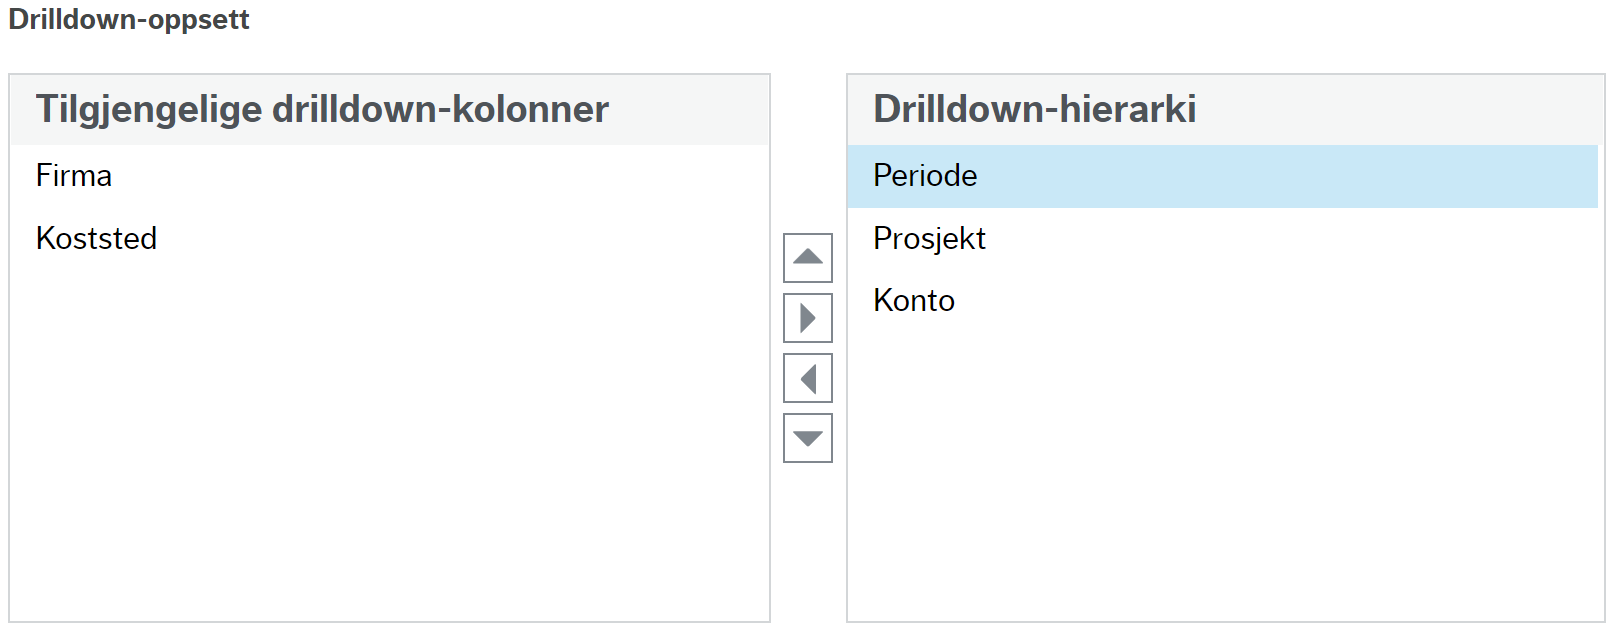 Drilldown-oppsett
Tilgjengelige drilldown-kolonner
Firma
Koststed
Drilldown-hierarki
Periode
Prosjekt
Konto